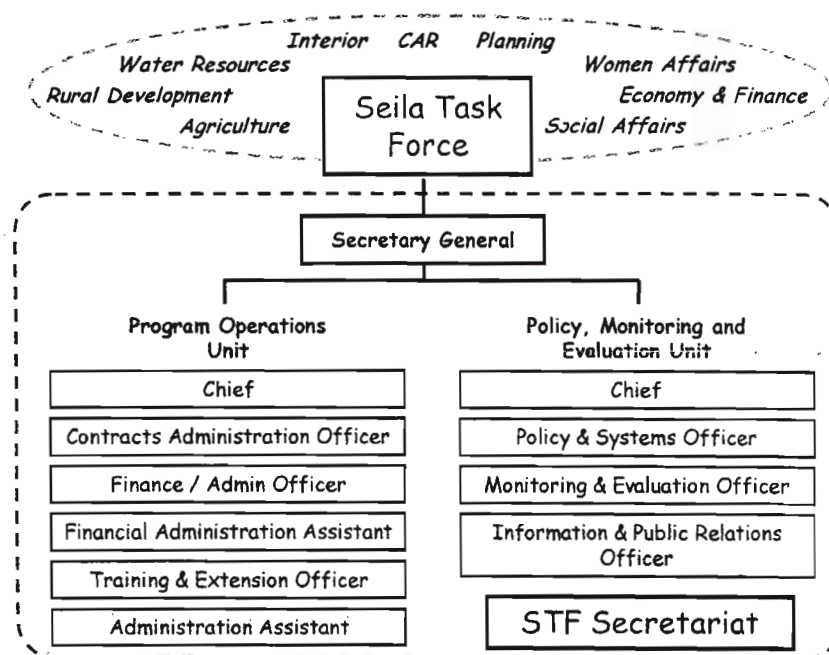 Interior CAR Planning
Water Resources
Women Affairs
Rural Development
Economy & Finance
Agriculture
Social Affairs
Seila Task
Force
Secretary General
Program Operations
Unit
Chief
Contracts Administration Officer
Finance / Admin Officer
Financial Administration Assistant
Training & Extension Officer
Administration Assistant
Policy, Monitoring and
Evaluation Unit
Chief
Policy & Systems Officer
Monitoring & Evaluation Officer
Information & Public Relations
Officer
STF Secretariat